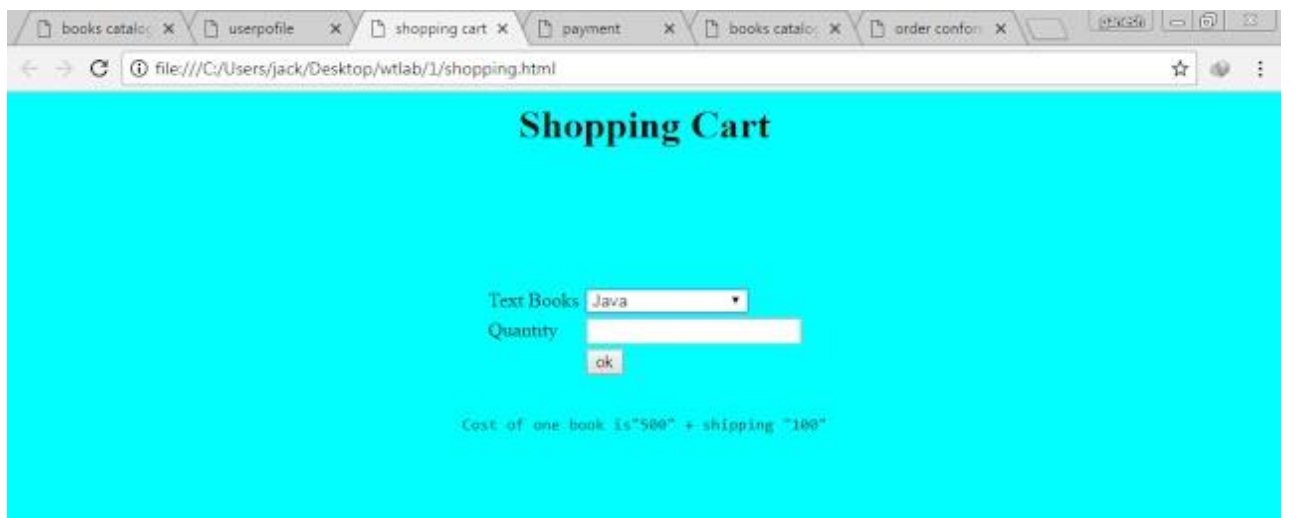 books catalo userpofile shopping cart payment books catalo order confor
file:///C:/Users/jack/Desktop/wtlab/1/shopping.html
Shopping Cart
Text Books Java
Quantity
ok
Cost of one book is"500" + shipping "100"